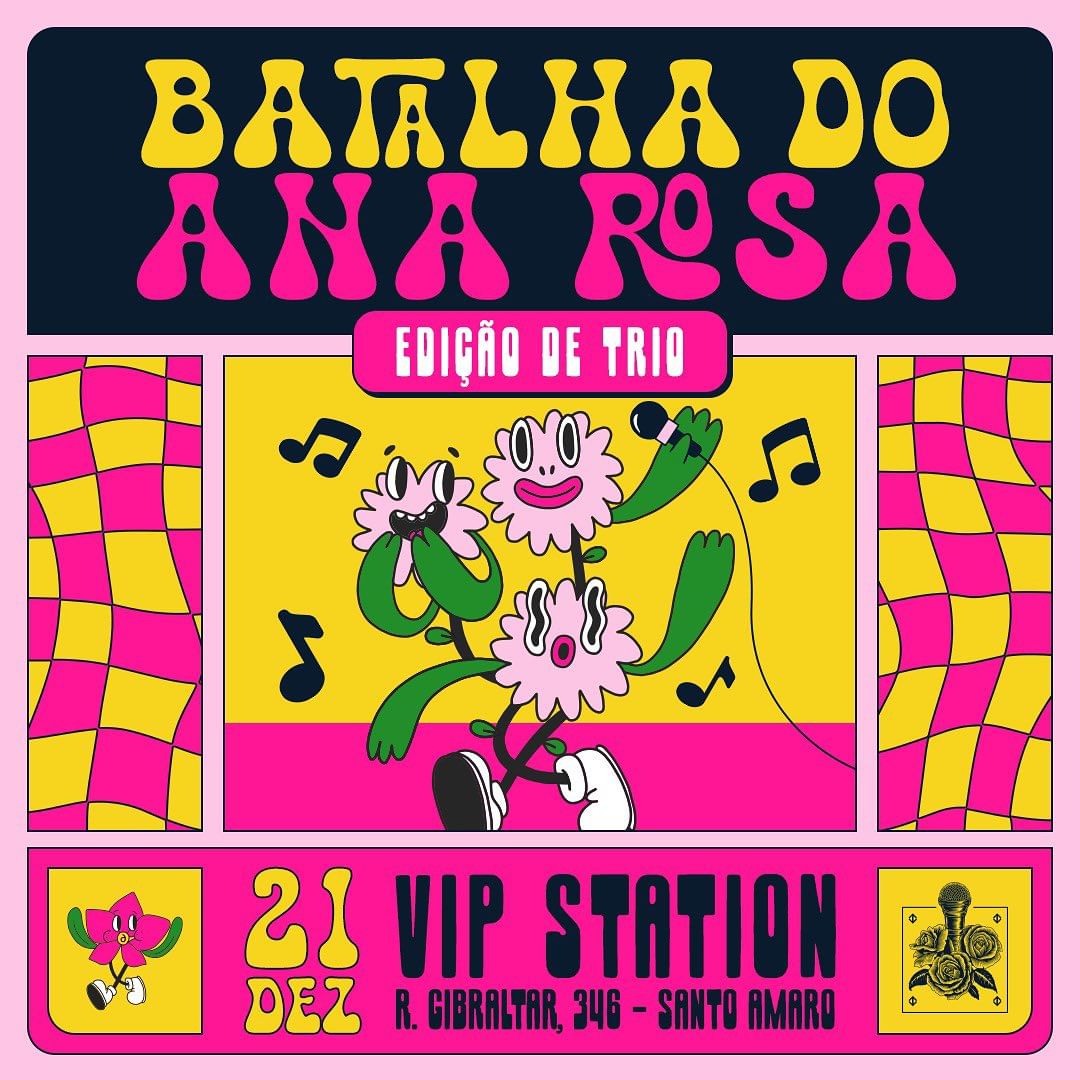 BATALHA DO
ANA ROSA
EDIÇÃO DE TRIO
21
DEZ
VIP STATION
R. GIBRALTAR, 346 - SANTO AMARO